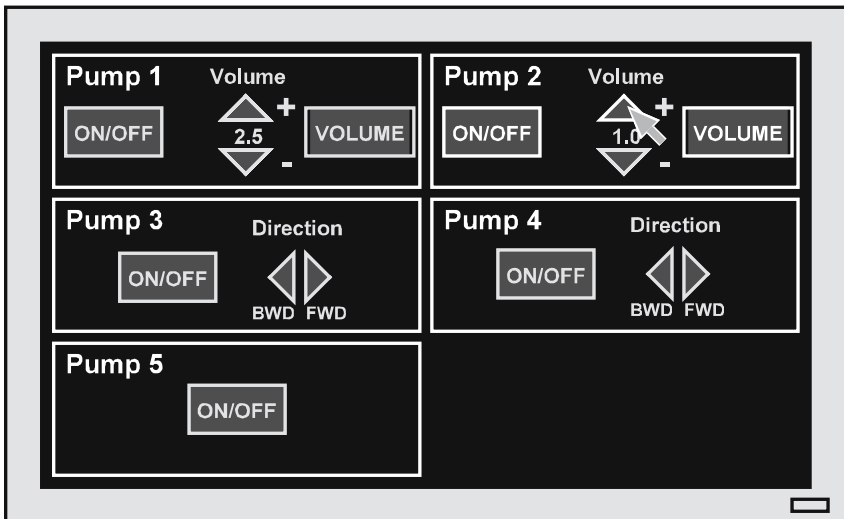 Pump 1
Volume
+
ON/OFF
2.5
VOLUME
-
Pump 2
Volume
+
ON/OFF
1.0
VOLUME
-
Pump 3
Direction
ON/OFF
BWD FWD
Pump 4
Direction
ON/OFF
BWD FWD
Pump 5
ON/OFF